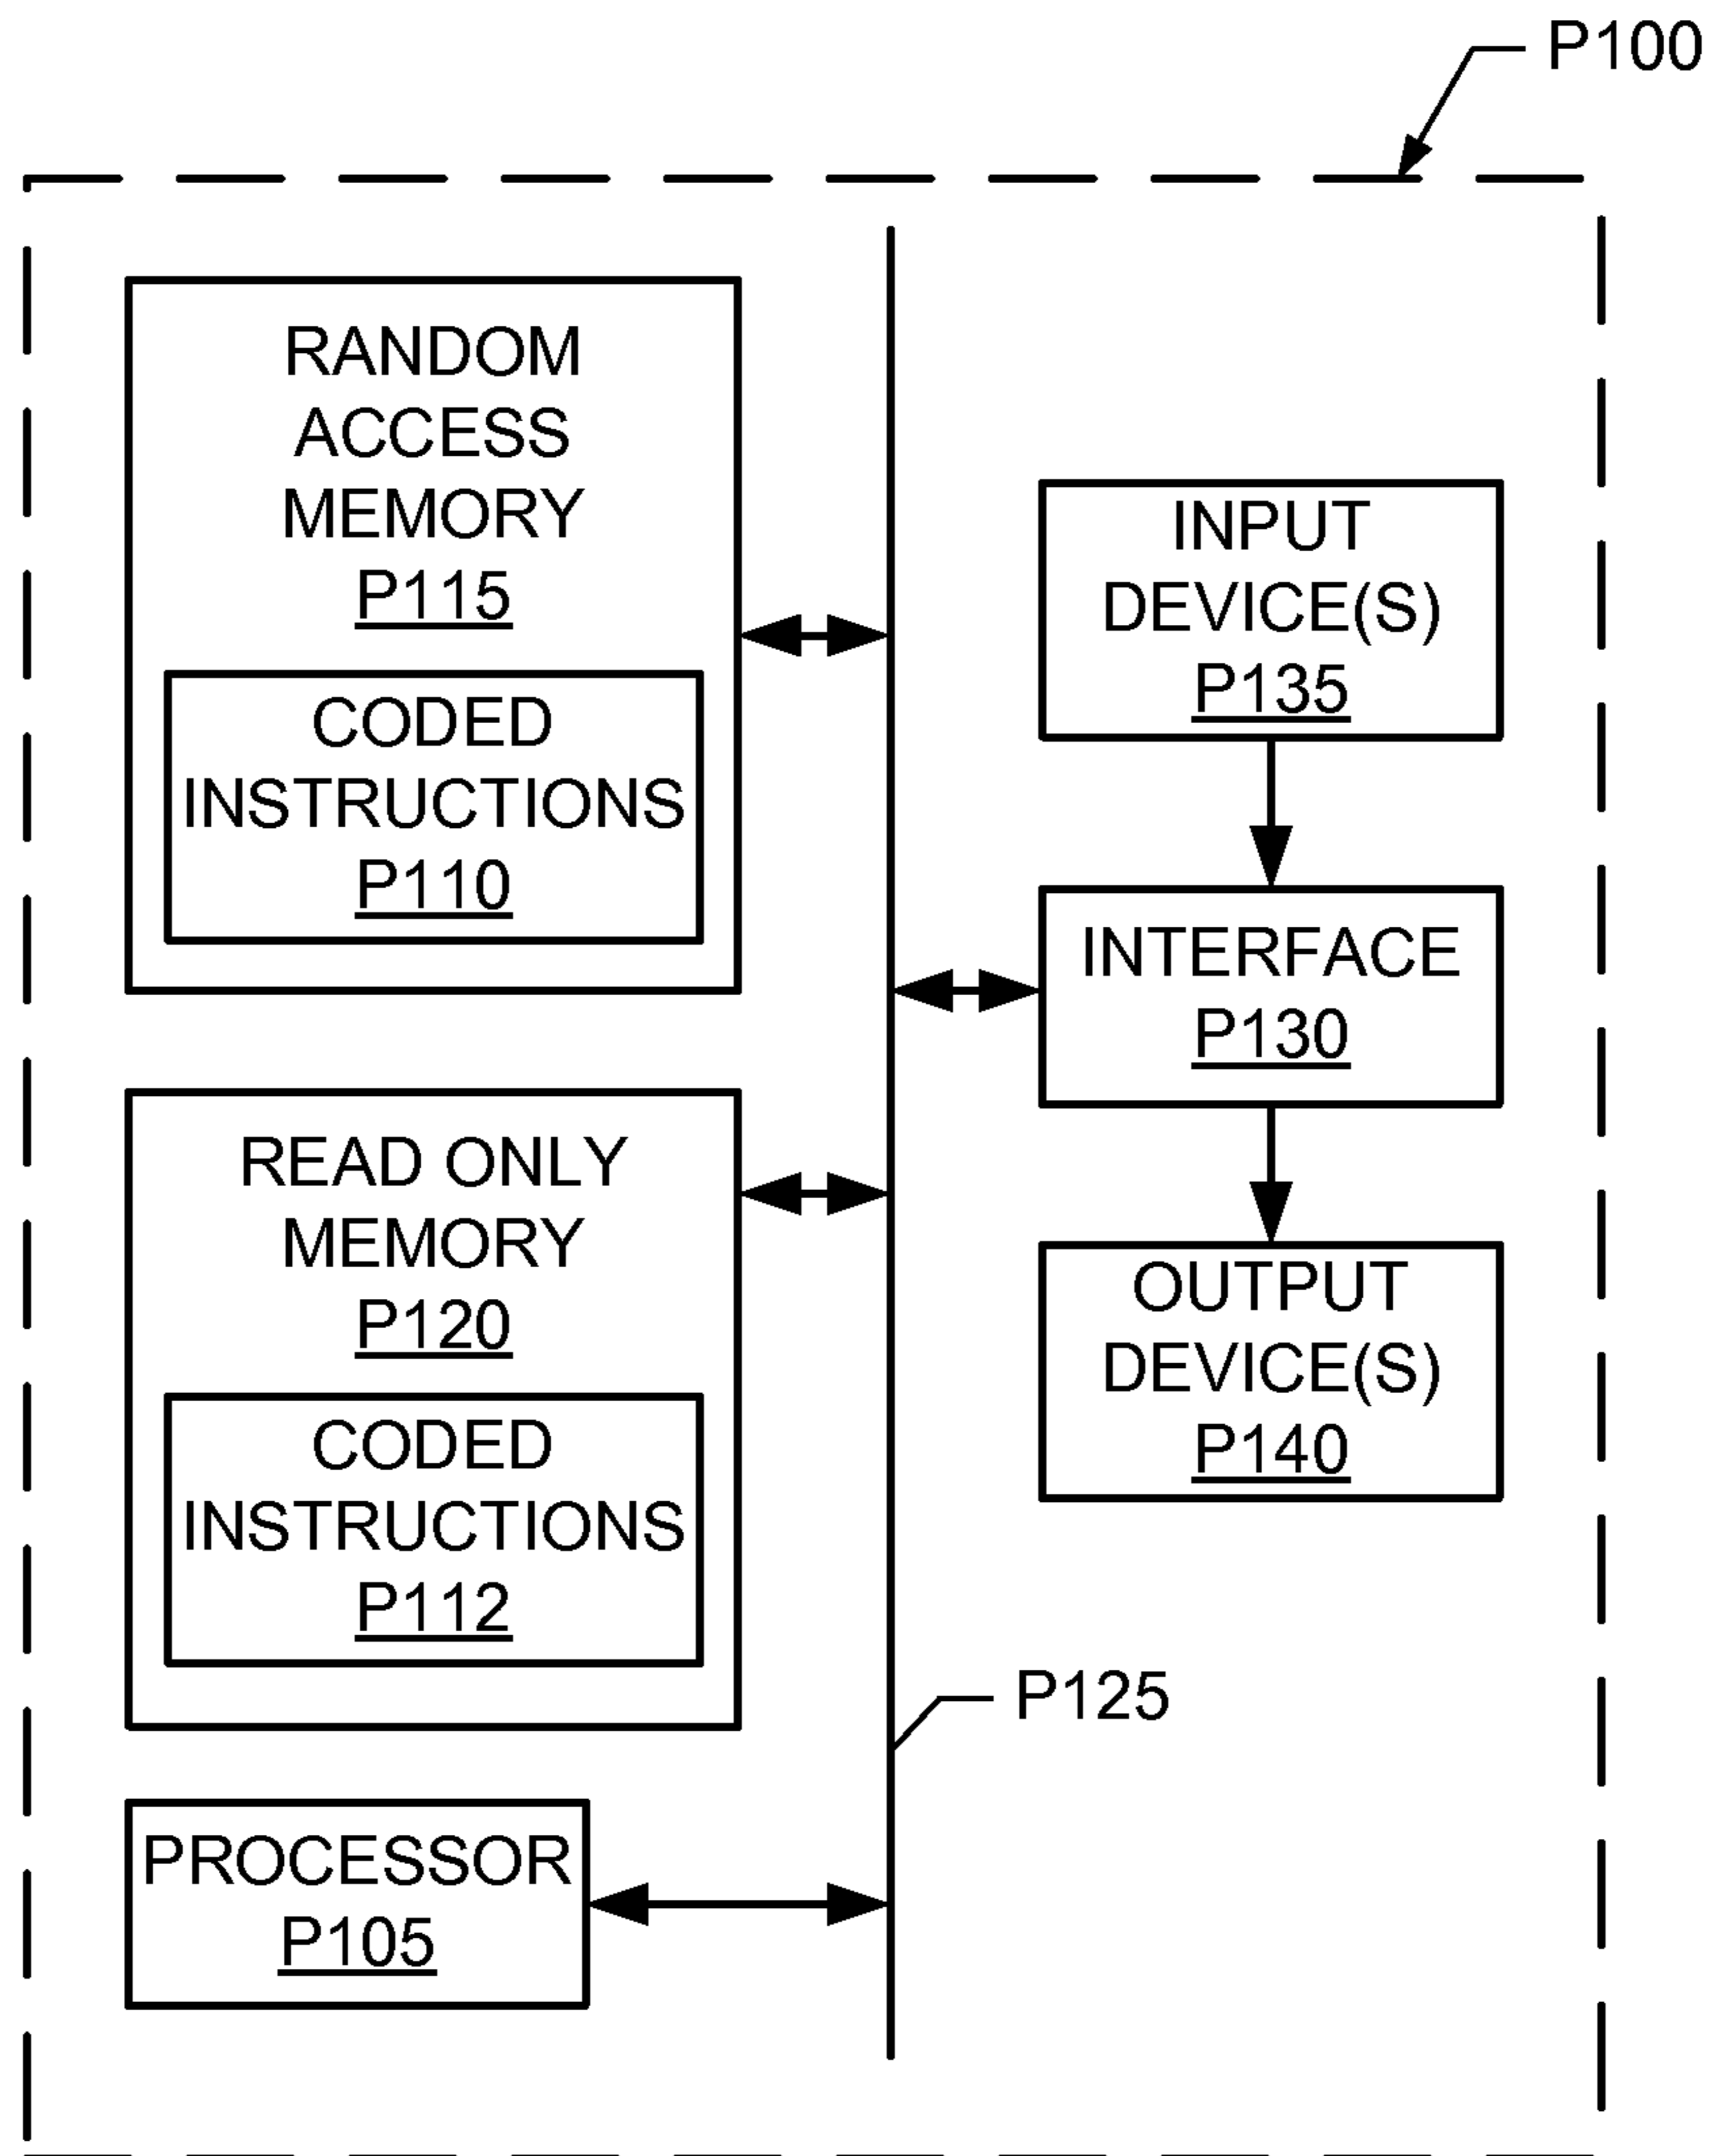 P100
RANDOM
ACCESS
MEMORY
P115
CODED
INSTRUCTIONS
P110
READ ONLY
MEMORY
P120
CODED
INSTRUCTIONS
P112
PROCESSOR
P105
INPUT
DEVICE(S)
P135
INTERFACE
P130
OUTPUT
DEVICE(S)
P140
P125